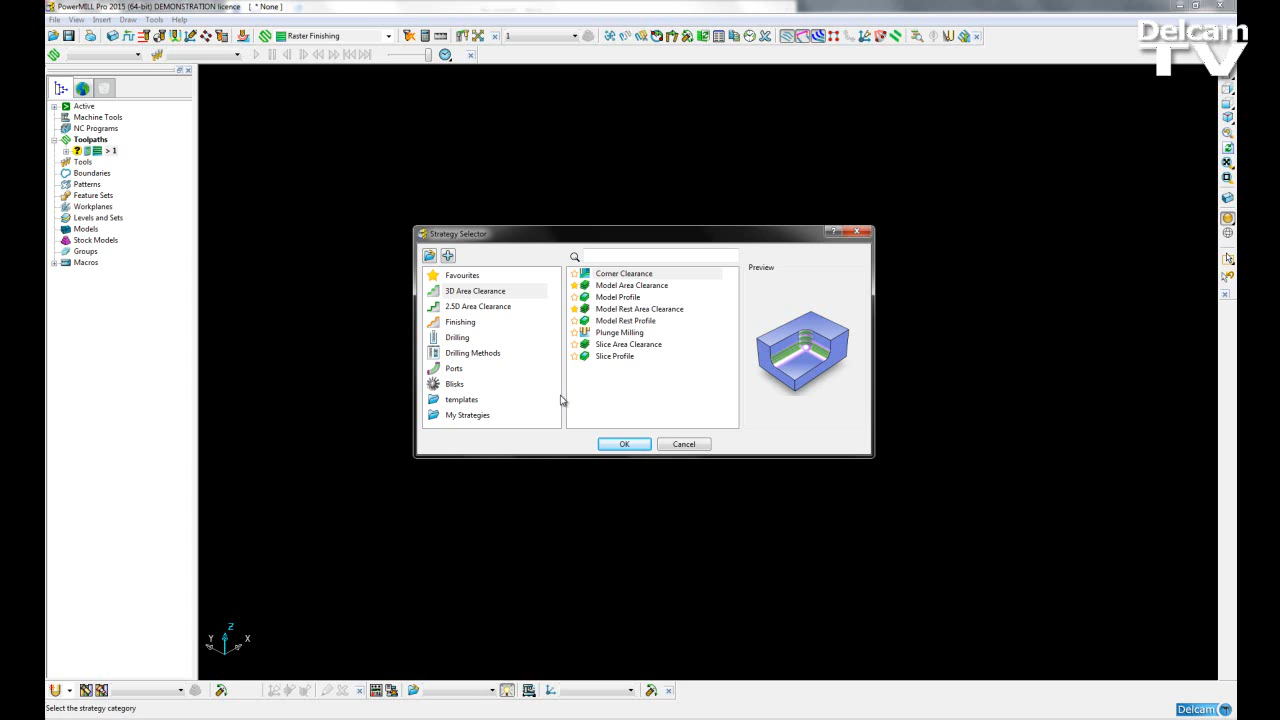 PowerMILL Pro 2015 (64-bit) DEMONSTRATION licence [ * None ]
File View Insert Draw Tools Help
Raster Finishing
1
Delcam
TV
Active
Machine Tools
NC Programs
Toolpaths
> 1
Tools
Boundaries
Patterns
Feature Sets
Workplanes
Levels and Sets
Models
Stock Models
Groups
Macros
Strategy Selector
Favourites
3D Area Clearance
2.5D Area Clearance
Finishing
Drilling
Drilling Methods
Ports
Blisks
templates
My Strategies
Corner Clearance
Model Area Clearance
Model Profile
Model Rest Area Clearance
Model Rest Profile
Plunge Milling
Slice Area Clearance
Slice Profile
Preview
OK Cancel
Z
Y X
Select the strategy category
Delcam